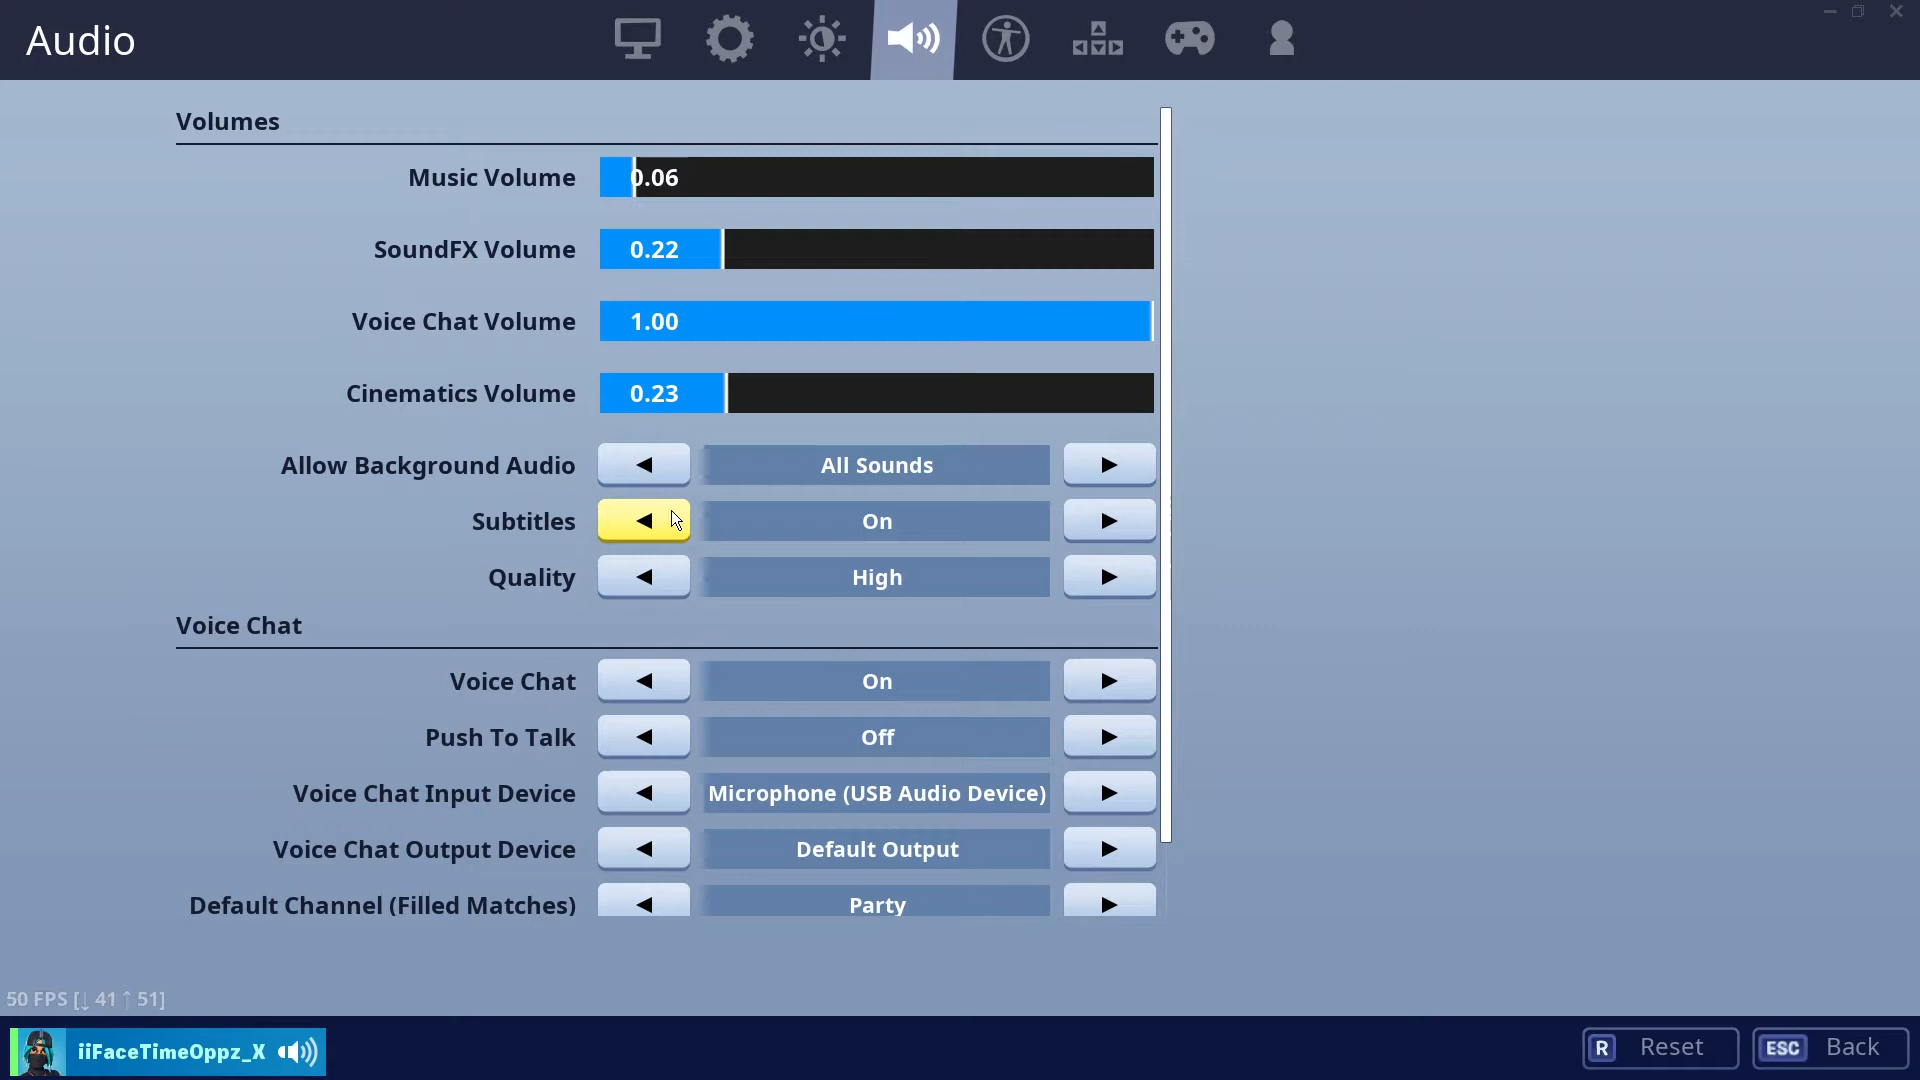 Audio
Volumes
Music Volume 0.06
SoundFX Volume 0.22
Voice Chat Volume 1.00
Cinematics Volume 0.23
Allow Background Audio All Sounds
Subtitles On
Quality High
Voice Chat
Voice Chat On
Push To Talk Off
Voice Chat Input Device Microphone (USB Audio Device)
Voice Chat Output Device Default Output
Default Channel (Filled Matches) Party
50 FPS [↓ 41 ↑ 51]
iiFaceTimeOppz_X
R Reset ESC Back